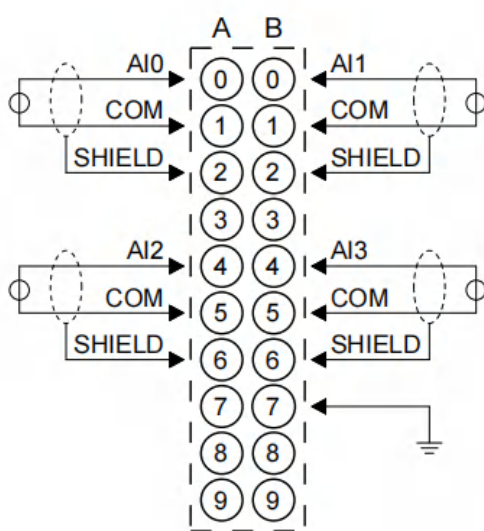 A B
AI0 0 0 AI1
COM 1 1 COM
SHIELD 2 2 SHIELD
3 3
AI2 4 4 AI3
COM 5 5 COM
SHIELD 6 6 SHIELD
7 7
8 8
9 9